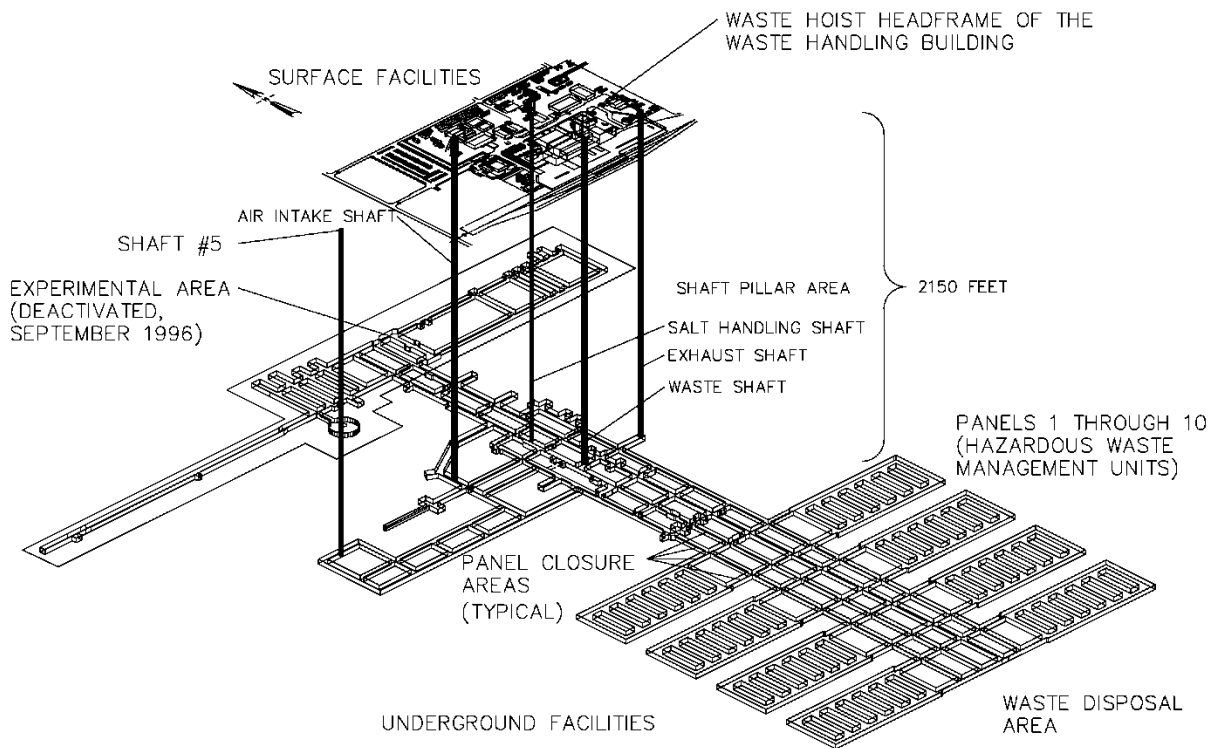 WASTE HOIST HEADFRAME OF THE
WASTE HANDLING BUILDING
SURFACE FACILITIES
AIR INTAKE SHAFT
SHAFT #5
EXPERIMENTAL AREA
(DEACTIVATED,
SEPTEMBER 1996)
SHAFT PILLAR AREA
2150 FEET
SALT HANDLING SHAFT
EXHAUST SHAFT
WASTE SHAFT
PANELS 1 THROUGH 10
(HAZARDOUS WASTE
MANAGEMENT UNITS)
PANEL CLOSURE
AREAS
(TYPICAL)
WASTE DISPOSAL
AREA
UNDERGROUND FACILITIES